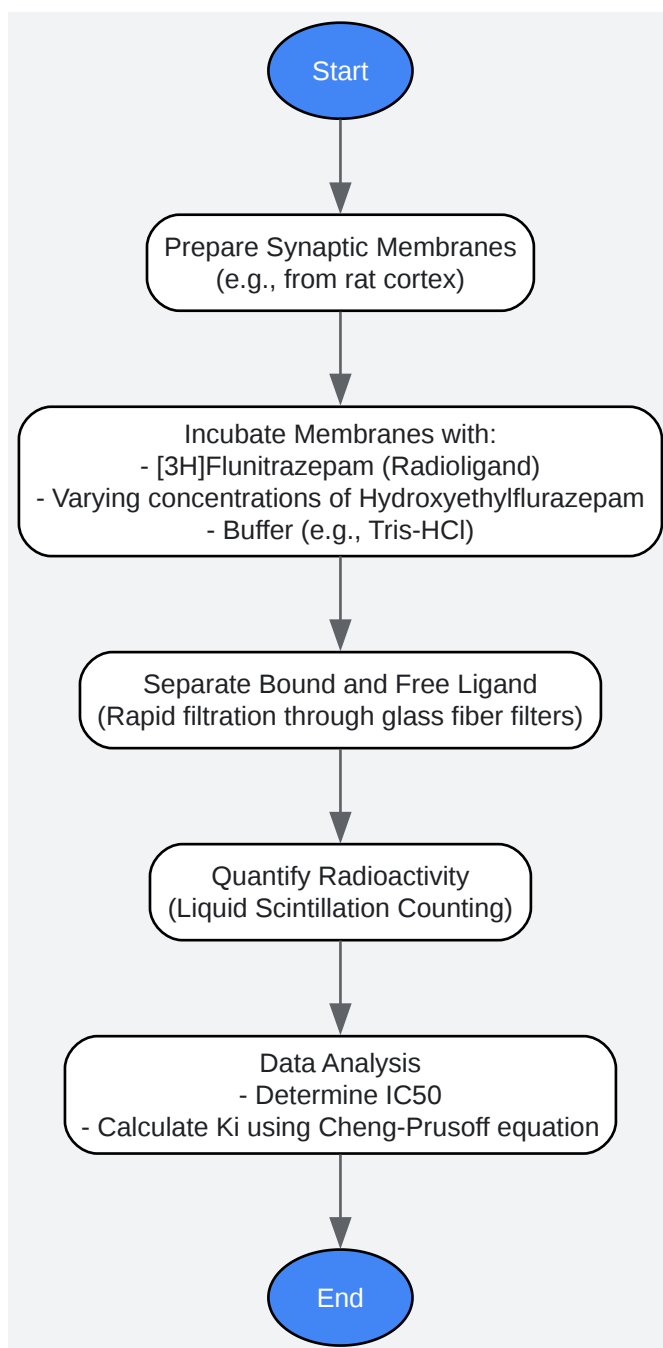 Start
Prepare Synaptic Membranes
(e.g., from rat cortex)
Incubate Membranes with:
- [3H]Flunitrazepam (Radioligand)
- Varying concentrations of Hydroxyethylflurazepam
- Buffer (e.g., Tris-HCl)
Separate Bound and Free Ligand
(Rapid filtration through glass fiber filters)
Quantify Radioactivity
(Liquid Scintillation Counting)
Data Analysis
- Determine IC50
- Calculate Ki using Cheng-Prusoff equation
End